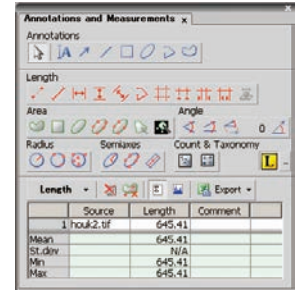 Annotations and Measurements x
Annotations
A
Length
Area Angle
0
Radius Semiaxes Count & Taxonomy
L
Length Σ Export
Source Length Comment
1 houk2.tif 645.41
Mean 645.41
St.dev N/A
Min 645.41
Max 645.41